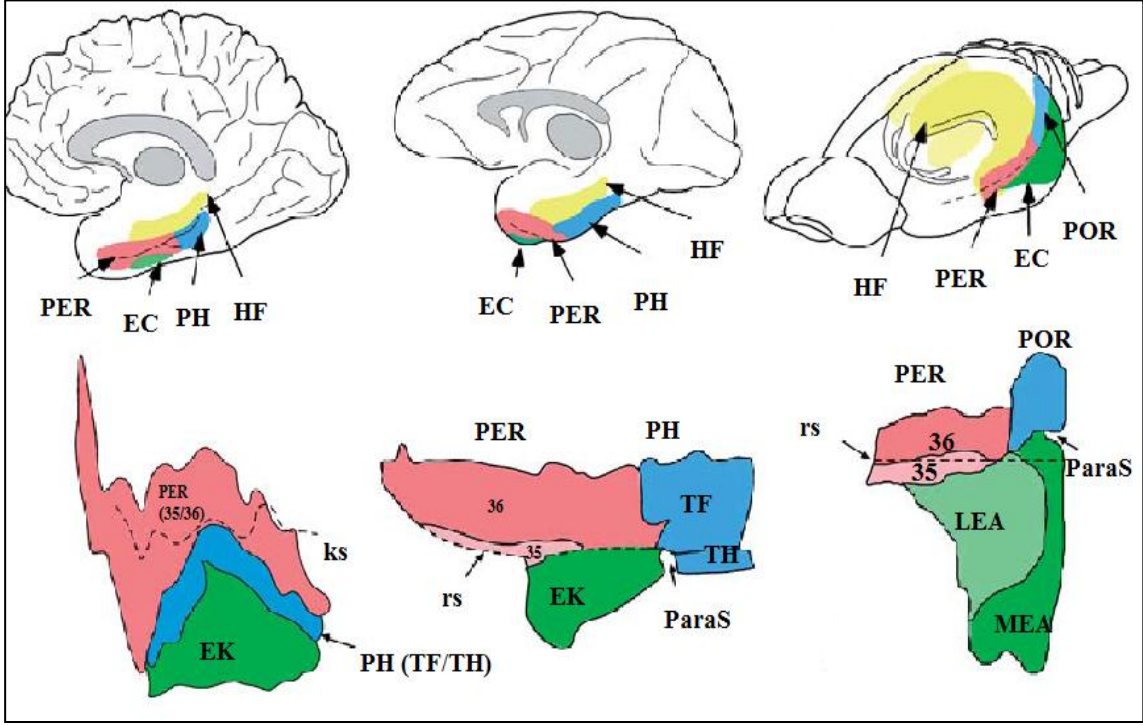 PER
EC
PH
HF
EC
PER
PH
HF
HF
PER
EC
POR
PER
(35/36)
ks
EK
PH (TF/TH)
PER
PH
36
TF
35
TH
rs
EK
ParaS
POR
PER
rs
36
35
ParaS
LEA
MEA